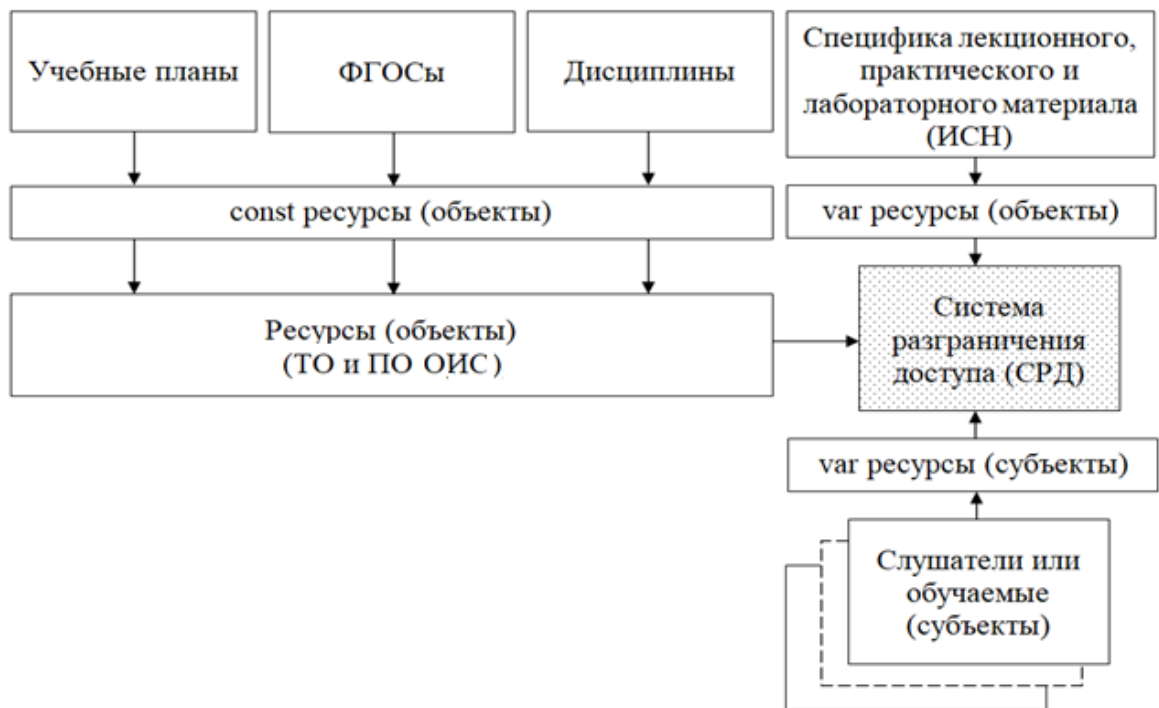 Учебные планы
ФГОСы
Дисциплины
Специфика лекционного,
практического и
лабораторного материала
(ИСН)
const ресурсы (объекты)
var ресурсы (объекты)
Ресурсы (объекты)
(ТО и ПО ОИС)
Система
разграничения
доступа (СРД)
var ресурсы (субъекты)
Слушатели или
обучаемые
(субъекты)